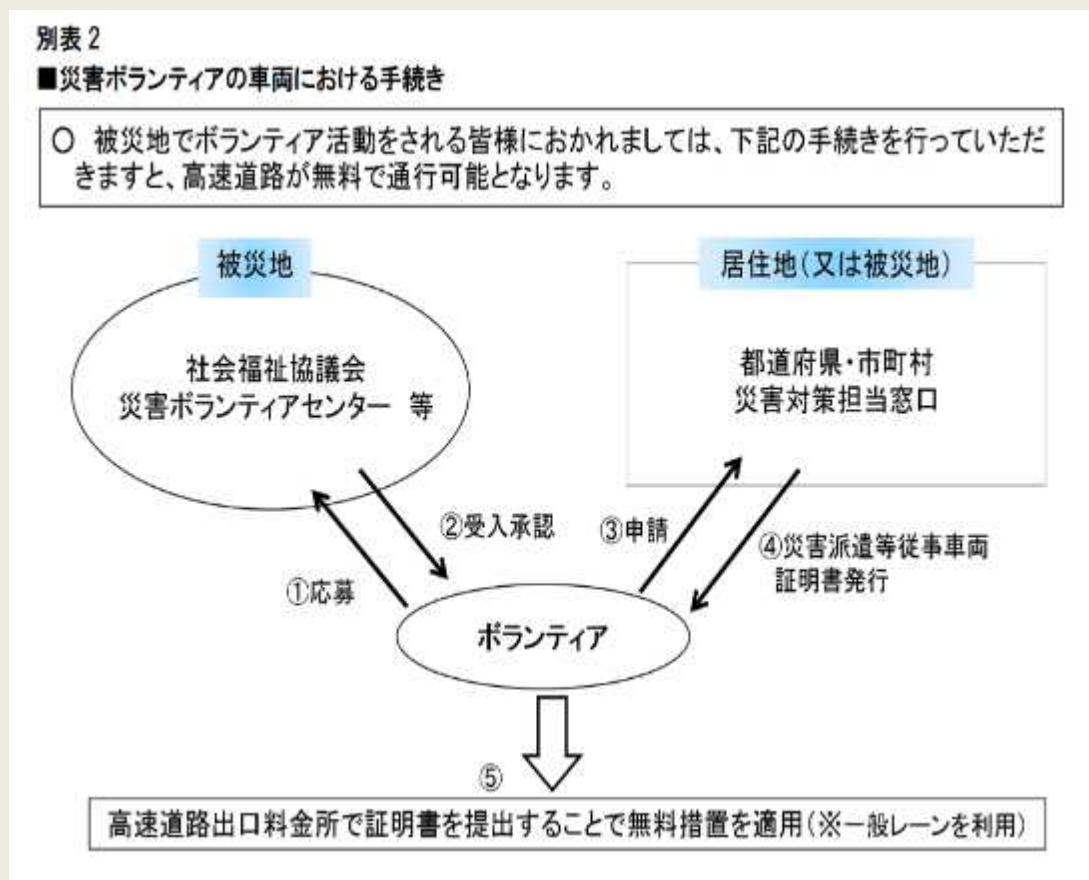 別表2
■災害ボランティアの車両における手続き
○ 被災地でボランティア活動をされる皆様におかれましては、下記の手続きを行っていただ
きますと、高速道路が無料で通行可能となります。
被災地
社会福祉協議会
災害ボランティアセンター 等
居住地(又は被災地)
都道府県・市町村
災害対策担当窓口
①応募
②受入承認
③申請
④災害派遣等従事車両
証明書発行
ボランティア
⑤
高速道路出口料金所で証明書を提出することで無料措置を適用(※一般レーンを利用)